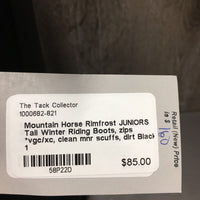 The Tack Collector
1000682-821
Mountain Horse Rimfrost JUNIORS
Tall Winter Riding Boots, zips
*vgc/xc, clean mnr scuffs, dirt Black
1
58P22D
$85.00
Retail (New) Price
is $ 160